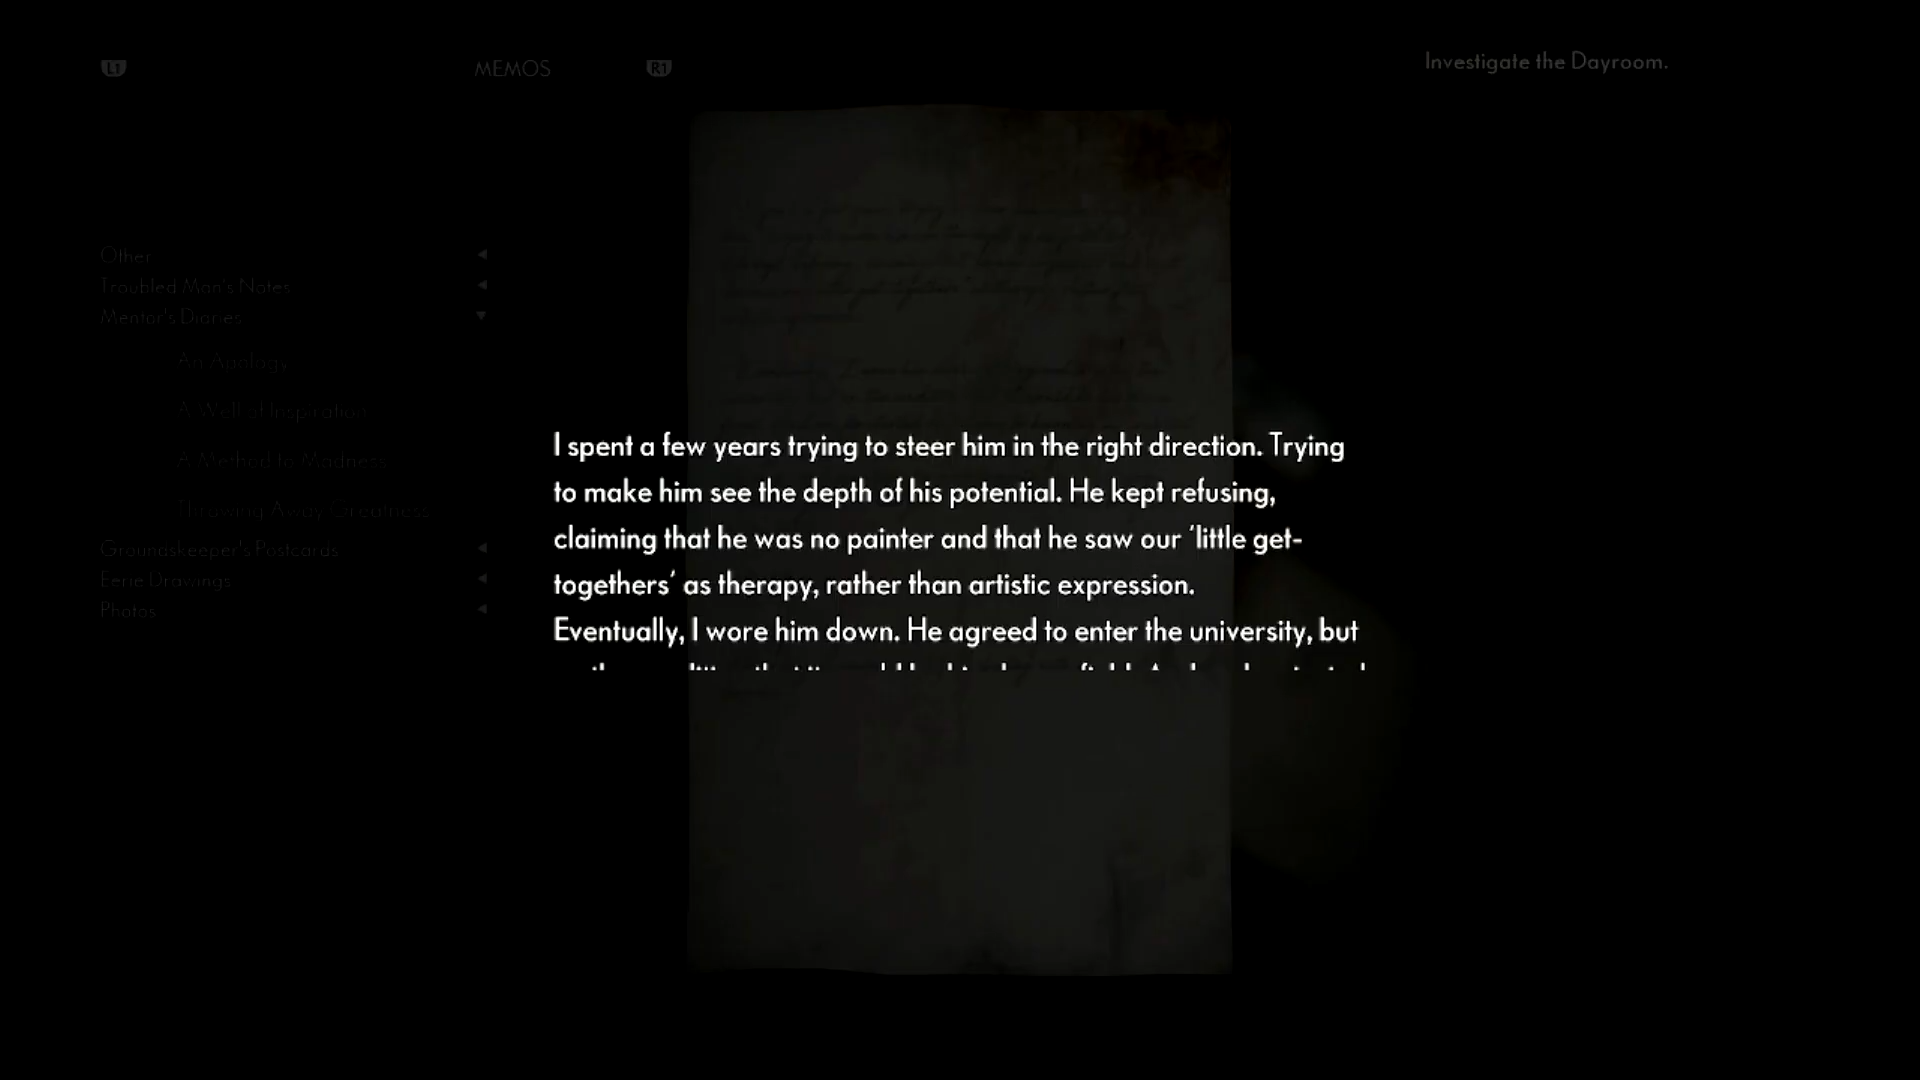 L1
MEMOS
R1
Investigate the Dayroom.
Other
Troubled Man's Notes
Mentor's Diaries
An Apology
A Well of Inspiration
A Method to Madness
Throwing Away Greatness
Groundskeeper's Postcards
Eerie Drawings
Photos
I spent a few years trying to steer him in the right direction. Trying
to make him see the depth of his potential. He kept refusing,
claiming that he was no painter and that he saw our 'little get-
togethers' as therapy, rather than artistic expression.
Eventually, I wore him down. He agreed to enter the university, but